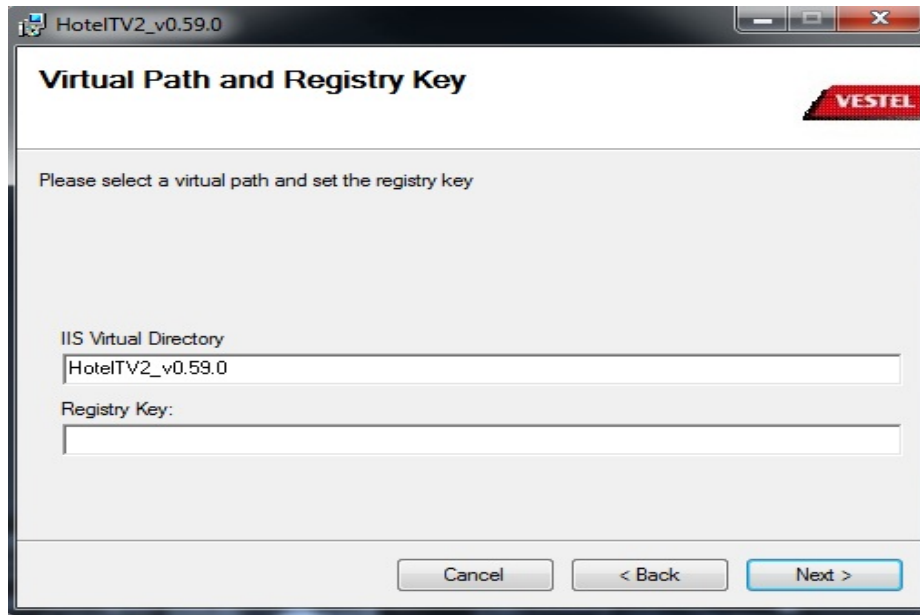 HotelTV2_v0.59.0
Virtual Path and Registry Key
VESTEL
Please select a virtual path and set the registry key
IIS Virtual Directory
HotelTV2_v0.59.0
Registry Key:
Cancel
< Back
Next >